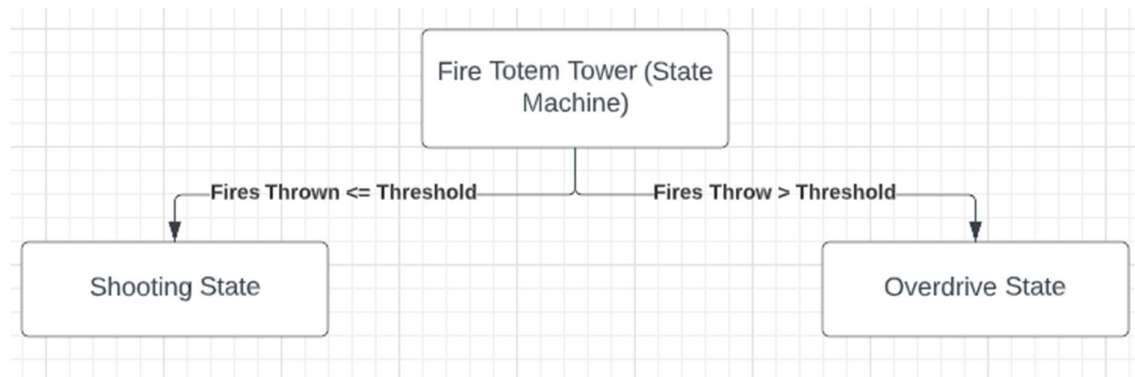 Fire Totem Tower (State
Machine)
Fires Thrown <= Threshold
Fires Throw > Threshold
Shooting State
Overdrive State